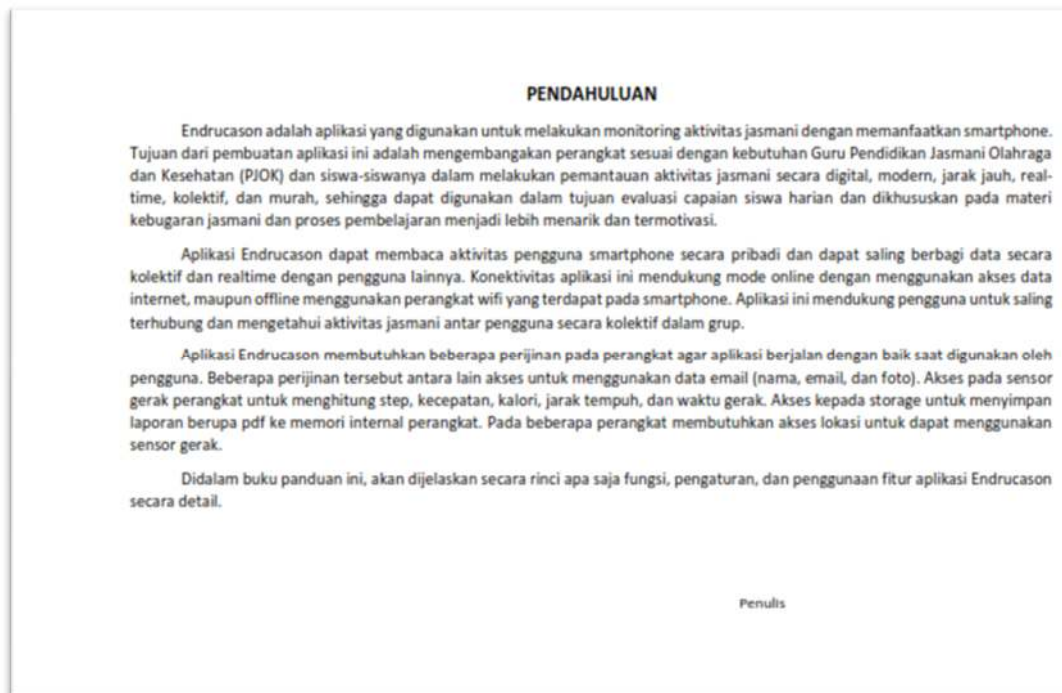 PENDAHULUAN
Endrucason adalah aplikasi yang digunakan untuk melakukan monitoring aktivitas jasmani dengan memanfaatkan smartphone.
Tujuan dari pembuatan aplikasi ini adalah mengembangakan perangkat sesuai dengan kebutuhan Guru Pendidikan Jasmani Olahraga
dan Kesehatan (PJOK) dan siswa-siswanya dalam melakukan pemantauan aktivitas jasmani secara digital, modern, jarak jauh, real-
time, kolektif, dan murah, sehingga dapat digunakan dalam tujuan evaluasi capaian siswa harian dan dikhususkan pada materi
kebugaran jasmani dan proses pembelajaran menjadi lebih menarik dan termotivasi.
Aplikasi Endrucason dapat membaca aktivitas pengguna smartphone secara pribadi dan dapat saling berbagi data secara
kolektif dan realtime dengan pengguna lainnya. Konektivitas aplikasi ini mendukung mode online dengan menggunakan akses data
internet, maupun offline menggunakan perangkat wifi yang terdapat pada smartphone. Aplikasi ini mendukung pengguna untuk saling
terhubung dan mengetahui aktivitas jasmani antar pengguna secara kolektif dalam grup.
Aplikasi Endrucason membutuhkan beberapa perijinan pada perangkat agar aplikasi berjalan dengan baik saat digunakan oleh
pengguna. Beberapa perijinan tersebut antara lain akses untuk menggunakan data email (nama, email, dan foto). Akses pada sensor
gerak perangkat untuk menghitung step, kecepatan, kalori, jarak tempuh, dan waktu gerak. Akses kepada storage untuk menyimpan
laporan berupa pdf ke memori internal perangkat. Pada beberapa perangkat membutuhkan akses lokasi untuk dapat menggunakan
sensor gerak.
Didalam buku panduan ini, akan dijelaskan secara rinci apa saja fungsi, pengaturan, dan penggunaan fitur aplikasi Endrucason
secara detail.
Penulis